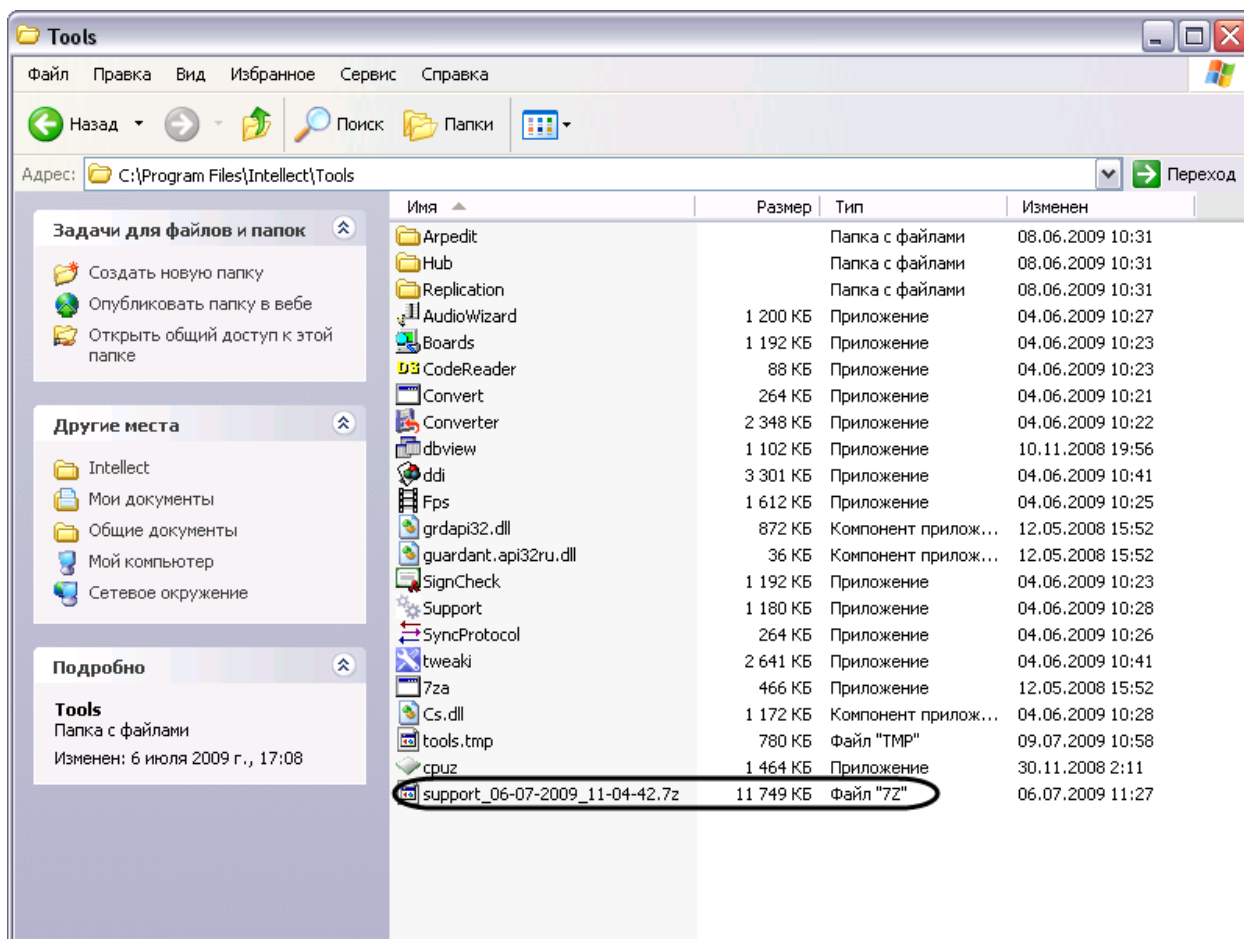 Tools
Файл Правка Вид Избранное Сервис Справка
Назад Поиск Папки
Адрес: C:\Program Files\Intellect\Tools Переход
Задачи для файлов и папок
Создать новую папку
Опубликовать папку в вебе
Открыть общий доступ к этой
папке
Другие места
Intellect
Мои документы
Общие документы
Мой компьютер
Сетевое окружение
Подробно
Tools
Папка с файлами
Изменен: 6 июля 2009 г., 17:08
Имя Размер Тип Изменен
Arpedit Папка с файлами 08.06.2009 10:31
Hub Папка с файлами 08.06.2009 10:31
Replication Папка с файлами 08.06.2009 10:31
AudioWizard 1 200 КБ Приложение 04.06.2009 10:27
Boards 1 192 КБ Приложение 04.06.2009 10:23
CodeReader 88 КБ Приложение 04.06.2009 10:23
Convert 264 КБ Приложение 04.06.2009 10:21
Converter 2 348 КБ Приложение 04.06.2009 10:22
dbview 1 102 КБ Приложение 10.11.2008 19:56
ddi 3 301 КБ Приложение 04.06.2009 10:41
Fps 1 612 КБ Приложение 04.06.2009 10:25
grdapi32.dll 872 КБ Компонент прилож... 12.05.2008 15:52
guardant.api32ru.dll 36 КБ Компонент прилож... 12.05.2008 15:52
SignCheck 1 192 КБ Приложение 04.06.2009 10:23
Support 1 180 КБ Приложение 04.06.2009 10:28
SyncProtocol 264 КБ Приложение 04.06.2009 10:26
tweaki 2 641 КБ Приложение 04.06.2009 10:41
7za 466 КБ Приложение 12.05.2008 15:52
Cs.dll 1 172 КБ Компонент прилож... 04.06.2009 10:28
tools.tmp 780 КБ Файл "TMP" 09.07.2009 10:58
cpuz 1 464 КБ Приложение 30.11.2008 2:11
support_06-07-2009_11-04-42.7z 11 749 КБ Файл "7Z" 06.07.2009 11:27